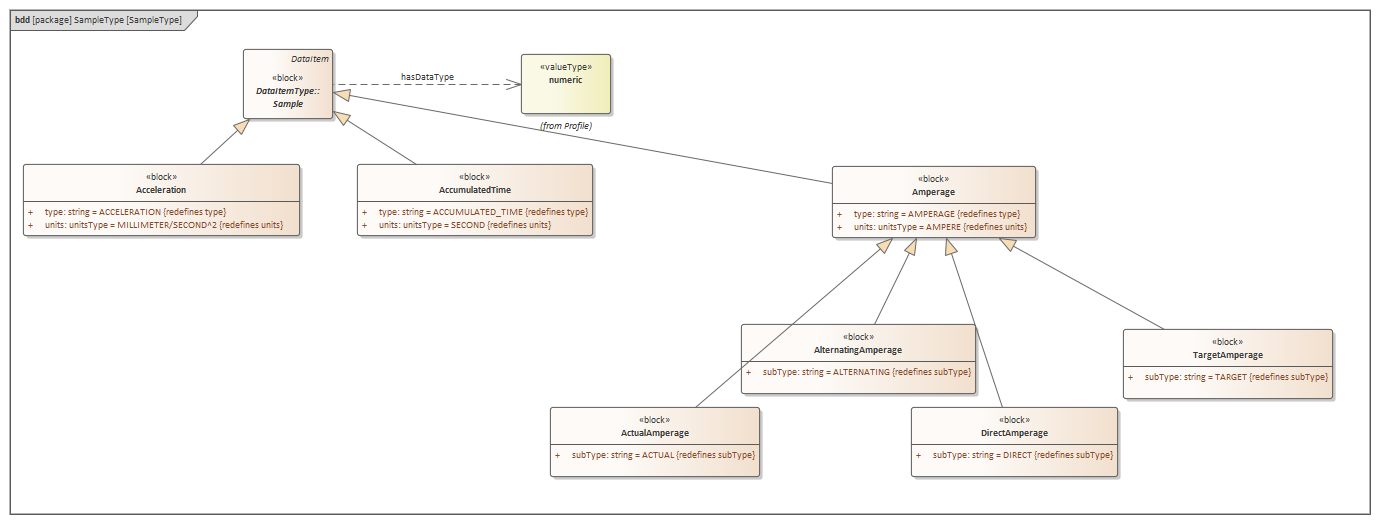 bdd [package] SampleType [SampleType]
DataItem
«block»
DataItemType::
Sample
hasDataType
«valueType»
numeric
(from Profile)
«block»
Acceleration
+ type: string = ACCELERATION {redefines type}
+ units: unitsType = MILLIMETER/SECOND^2 {redefines units}
«block»
AccumulatedTime
+ type: string = ACCUMULATED_TIME {redefines type}
+ units: unitsType = SECOND {redefines units}
«block»
Amperage
+ type: string = AMPERAGE {redefines type}
+ units: unitsType = AMPERE {redefines units}
«block»
AlternatingAmperage
+ subType: string = ALTERNATING {redefines subType}
«block»
TargetAmperage
+ subType: string = TARGET {redefines subType}
«block»
ActualAmperage
+ subType: string = ACTUAL {redefines subType}
«block»
DirectAmperage
+ subType: string = DIRECT {redefines subType}